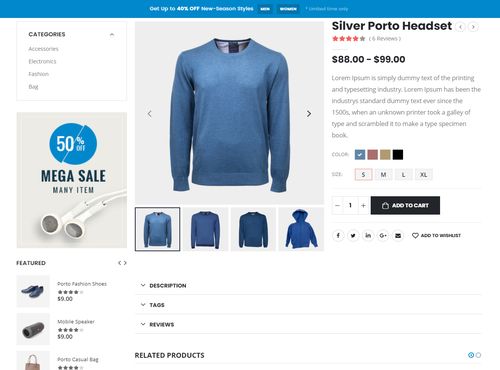 Get Up to 40% OFF New-Season Styles MEN WOMEN * Limited time only
CATEGORIES
Accessories
Electronics
Fashion
Bag
50%
OFF
MEGA SALE
MANY ITEM
FEATURED
Porto Fashion Shoes
$9.00
Mobile Speaker
$9.00
Porto Casual Bag
Silver Porto Headset
( 6 Reviews )
$88.00 - $99.00
Lorem Ipsum is simply dummy text of the printing
and typesetting industry. Lorem Ipsum has been the
industrys standard dummy text ever since the
1500s, when an unknown printer took a galley of
type and scrambled it to make a type specimen
book.
COLOR:
SIZE: S M L XL
- 1 + ADD TO CART
ADD TO WISHLIST
DESCRIPTION
TAGS
REVIEWS
RELATED PRODUCTS